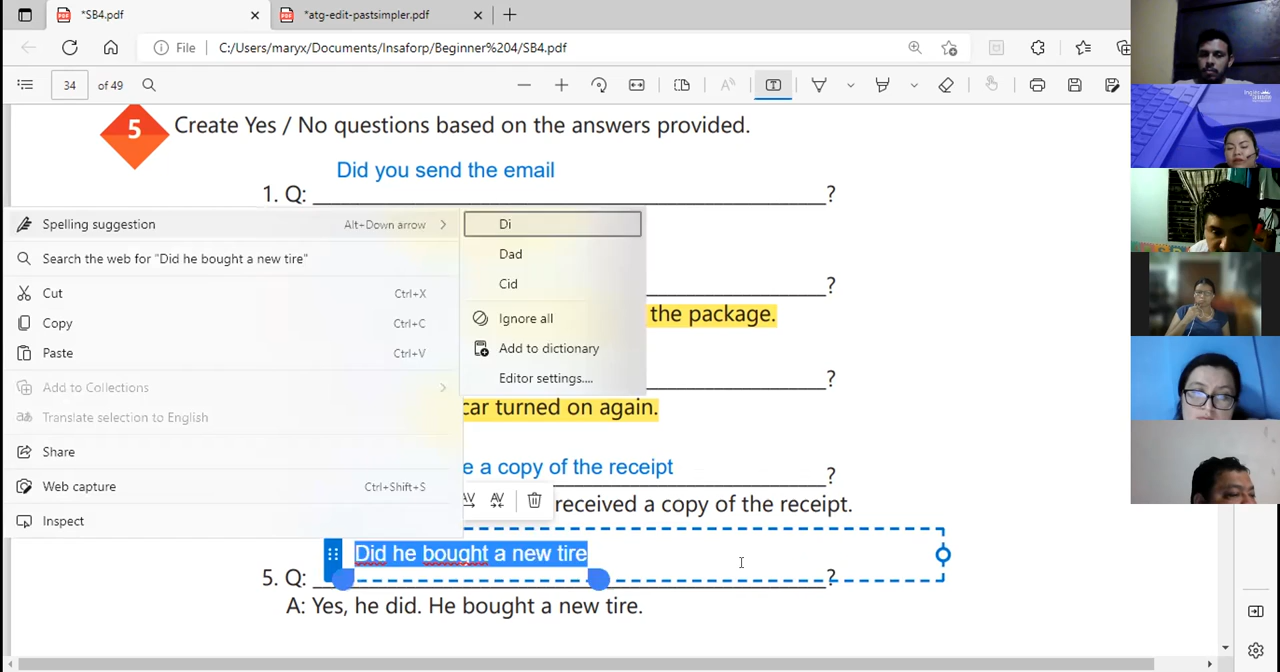 *SB4.pdf
*atg-edit-pastsimpler.pdf
File
C:/Users/maryx/Documents/Insaforp/Beginner%204/SB4.pdf
34
of 49
5
Create Yes / No questions based on the answers provided.
Did you send the email
1. Q: ?
Spelling suggestion
Alt+Down arrow
Di
Search the web for "Did he bought a new tire"
Dad
Cut
Ctrl+X
Cid
?
Copy
Ctrl+C
Ignore all
the package.
Paste
Ctrl+V
Add to dictionary
Add to Collections
Editor settings....
?
Translate selection to English
car turned on again.
Share
e a copy of the receipt
?
Web capture
Ctrl+Shift+S
received a copy of the receipt.
Inspect
Did he bought a new tire
5. Q: ?
A: Yes, he did. He bought a new tire.